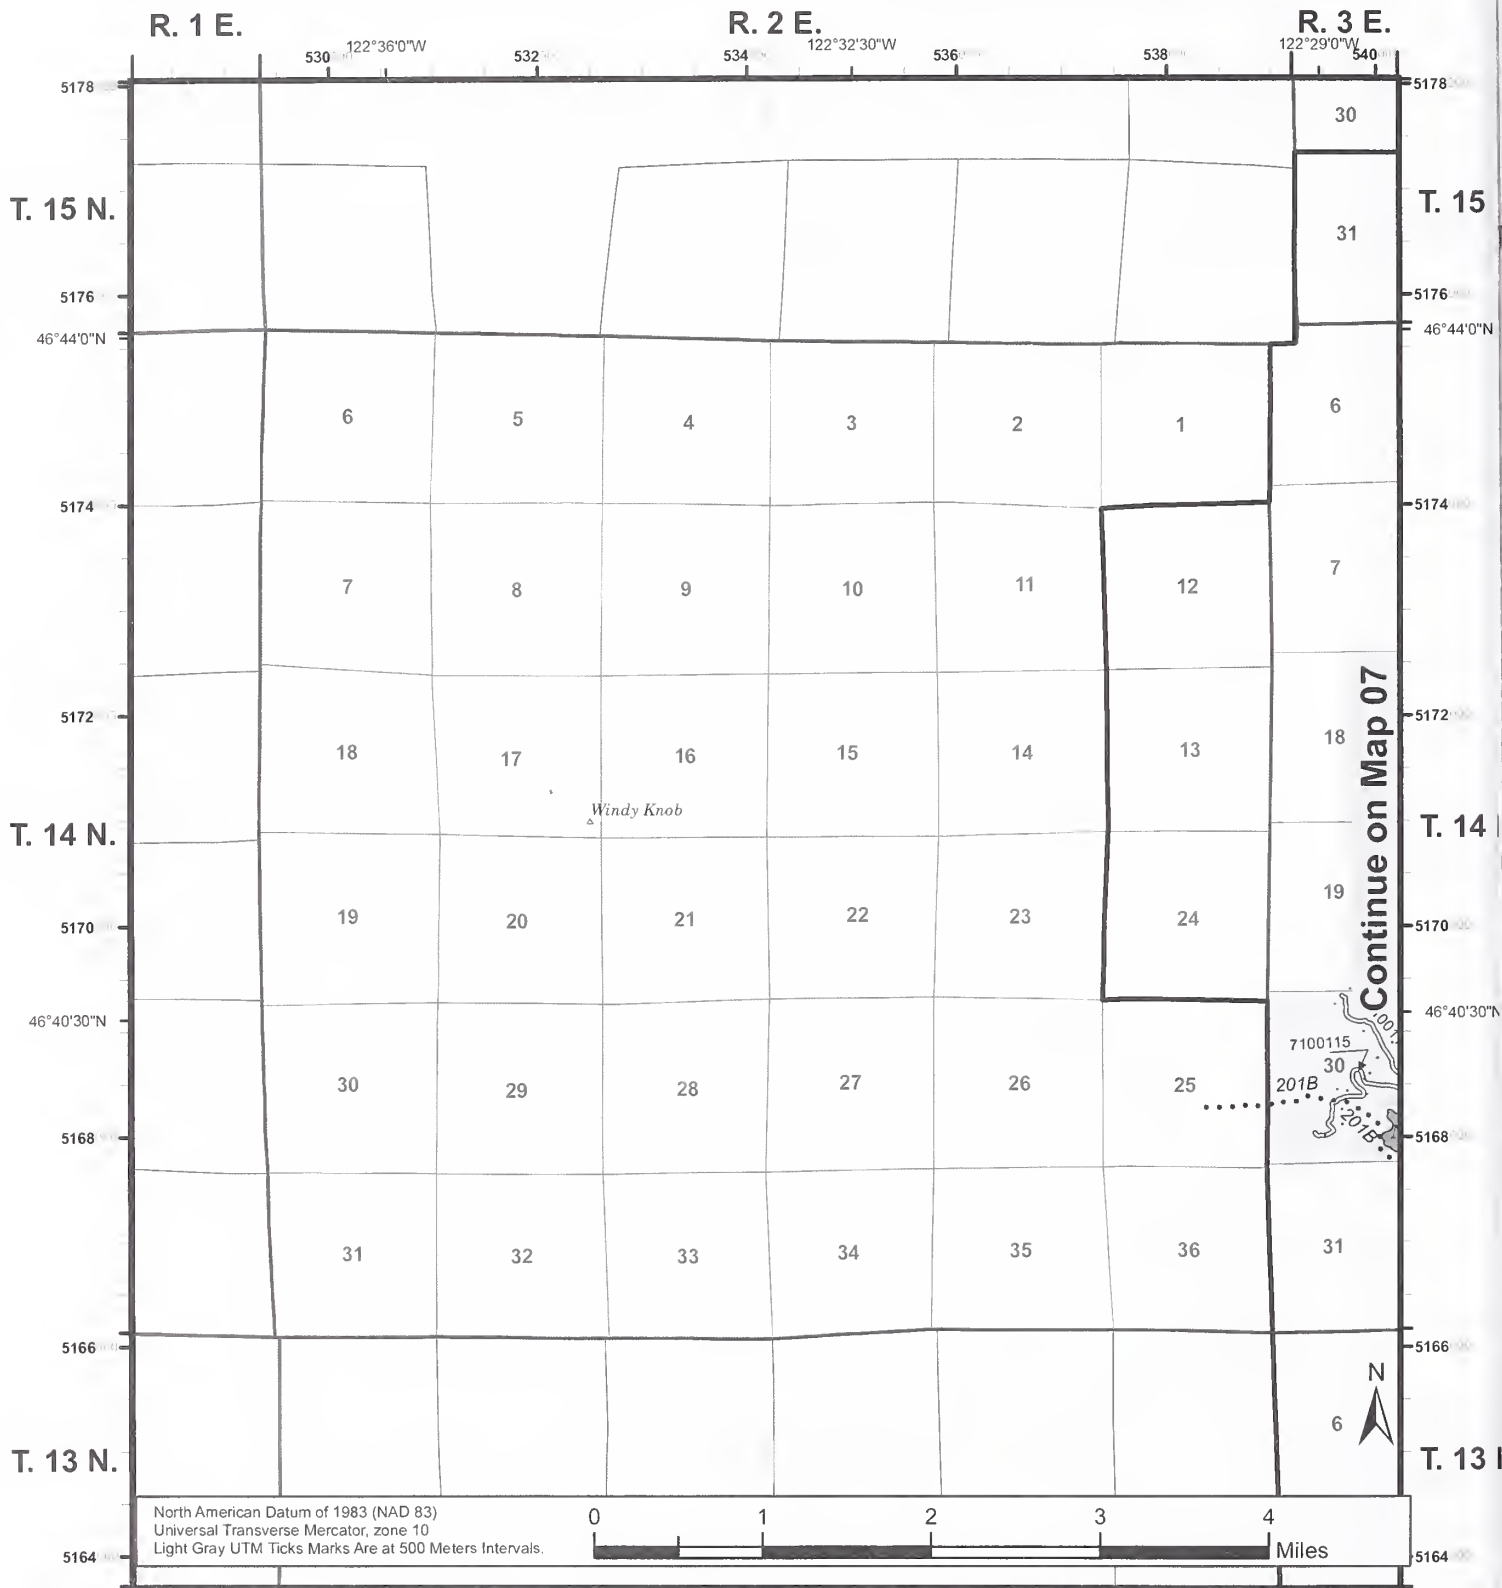 R. 1 E. R. 2 E. R. 3 E.
122°36'0"W 122°32'30"W 122°29'0"W
530 532 534 536 538 540
5178 5178
30
T. 15 N. T. 15
31
5176 5176
46°44'0"N 46°44'0"N
6 5 4 3 2 1 6
5174 5174
7 8 9 10 11 12 7
Continue on Map 07
5172 5172
18 17 16 15 14 13 18
Windy Knob
T. 14 N. T. 14
19 20 21 22 23 24 19
5170 5170
46°40'30"N 46°40'30"N
7100115
30 29 28 27 26 25 30
201B
201B
5168 5168
31 32 33 34 35 36 31
5166 5166
N
6
T. 13 N. T. 13
North American Datum of 1983 (NAD 83)
Universal Transverse Mercator, zone 10
Light Gray UTM Ticks Marks Are at 500 Meters Intervals.
0 1 2 3 4
Miles
5164 5164